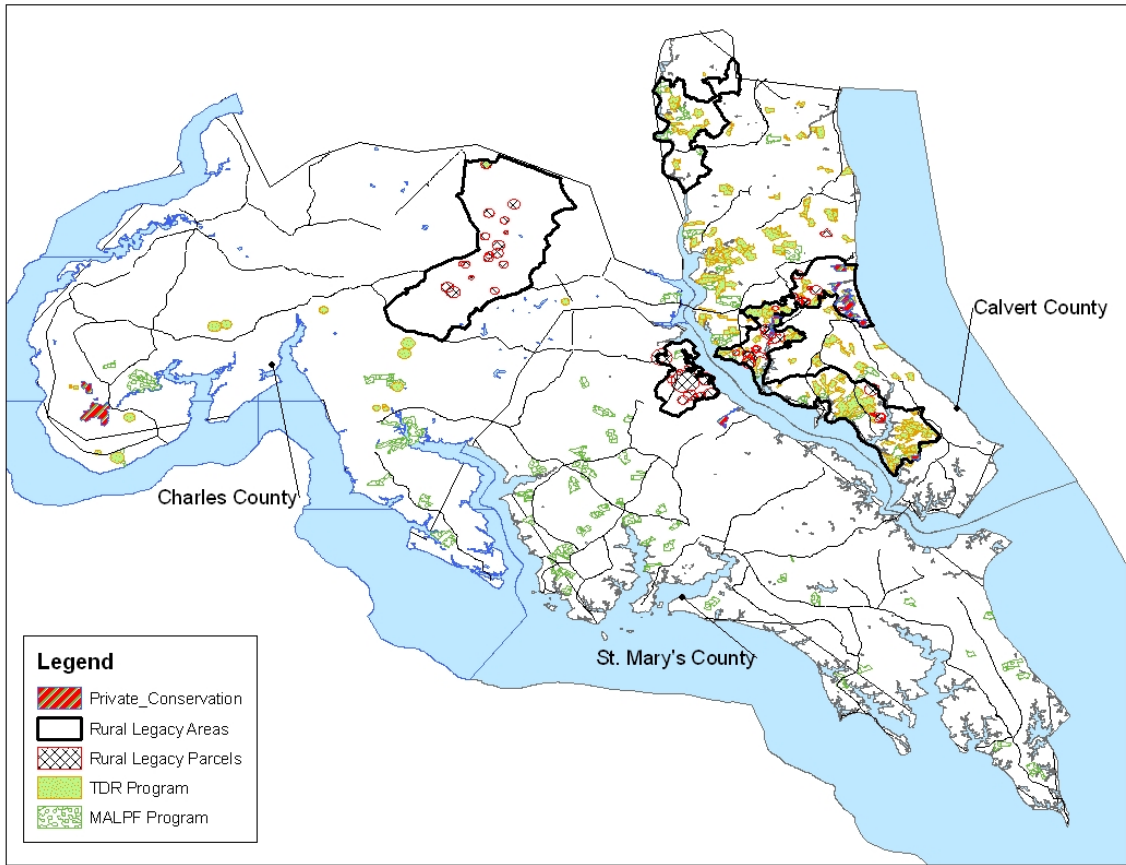 Calvert County
Charles County
St. Mary's County
Legend
Private_Conservation
Rural Legacy Areas
Rural Legacy Parcels
TDR Program
MALPF Program